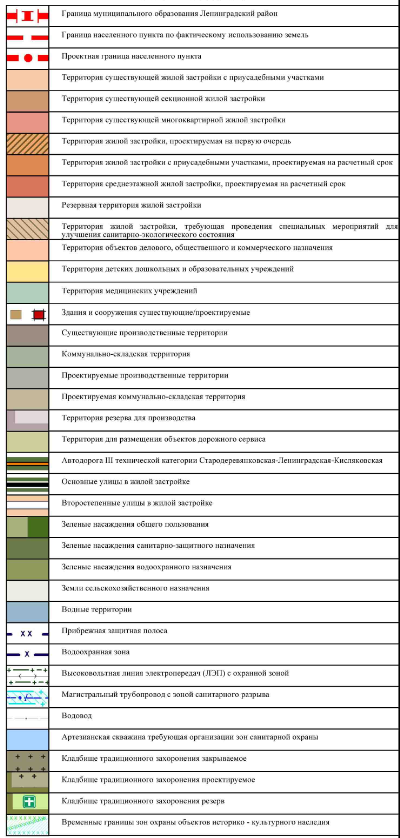 Граница муниципального образования Ленинградский район
Граница населенного пункта по фактическому использованию земель
Проектная граница населенного пункта
Территория существующей жилой застройки с приусадебными участками
Территория существующей секционной жилой застройки
Территория существующей многоквартирной жилой застройки
Территория жилой застройки, проектируемая на первую очередь
Территория жилой застройки с приусадебными участками, проектируемая на расчетный срок
Территория среднеэтажной жилой застройки, проектируемая на расчетный срок
Резервная территория жилой застройки
Территория жилой застройки, требующая проведения специальных мероприятий для
улучшения санитарно-экологического состояния
Территория объектов делового, общественного и коммерческого назначения
Территория детских дошкольных и образовательных учреждений
Территория медицинских учреждений
Здания и сооружения существующие/проектируемые
Существующие производственные территории
Коммунально-складская территория
Проектируемые производственные территории
Проектируемая коммунально-складская территория
Территория резерва для производства
Территория для размещения объектов дорожного сервиса
Автодорога III технической категории Стародеревянковская-Ленинградская-Кисляковская
Основные улицы в жилой застройке
Второстепенные улицы в жилой застройке
Зеленые насаждения общего пользования
Зеленые насаждения санитарно-защитного назначения
Зеленые насаждения водоохранного назначения
Земли сельскохозяйственного назначения
Водные территории
Прибрежная защитная полоса
Водоохранная зона
Высоковольтная линия электропередач (ЛЭП) с охранной зоной
Магистральный трубопровод с зоной санитарного разрыва
Водовод
Артезианская скважина требующая организации зон санитарной охраны
Кладбище традиционного захоронения закрываемое
Кладбище традиционного захоронения проектируемое
Кладбище традиционного захоронения резерв
Временные границы зон охраны объектов историко - культурного наследия